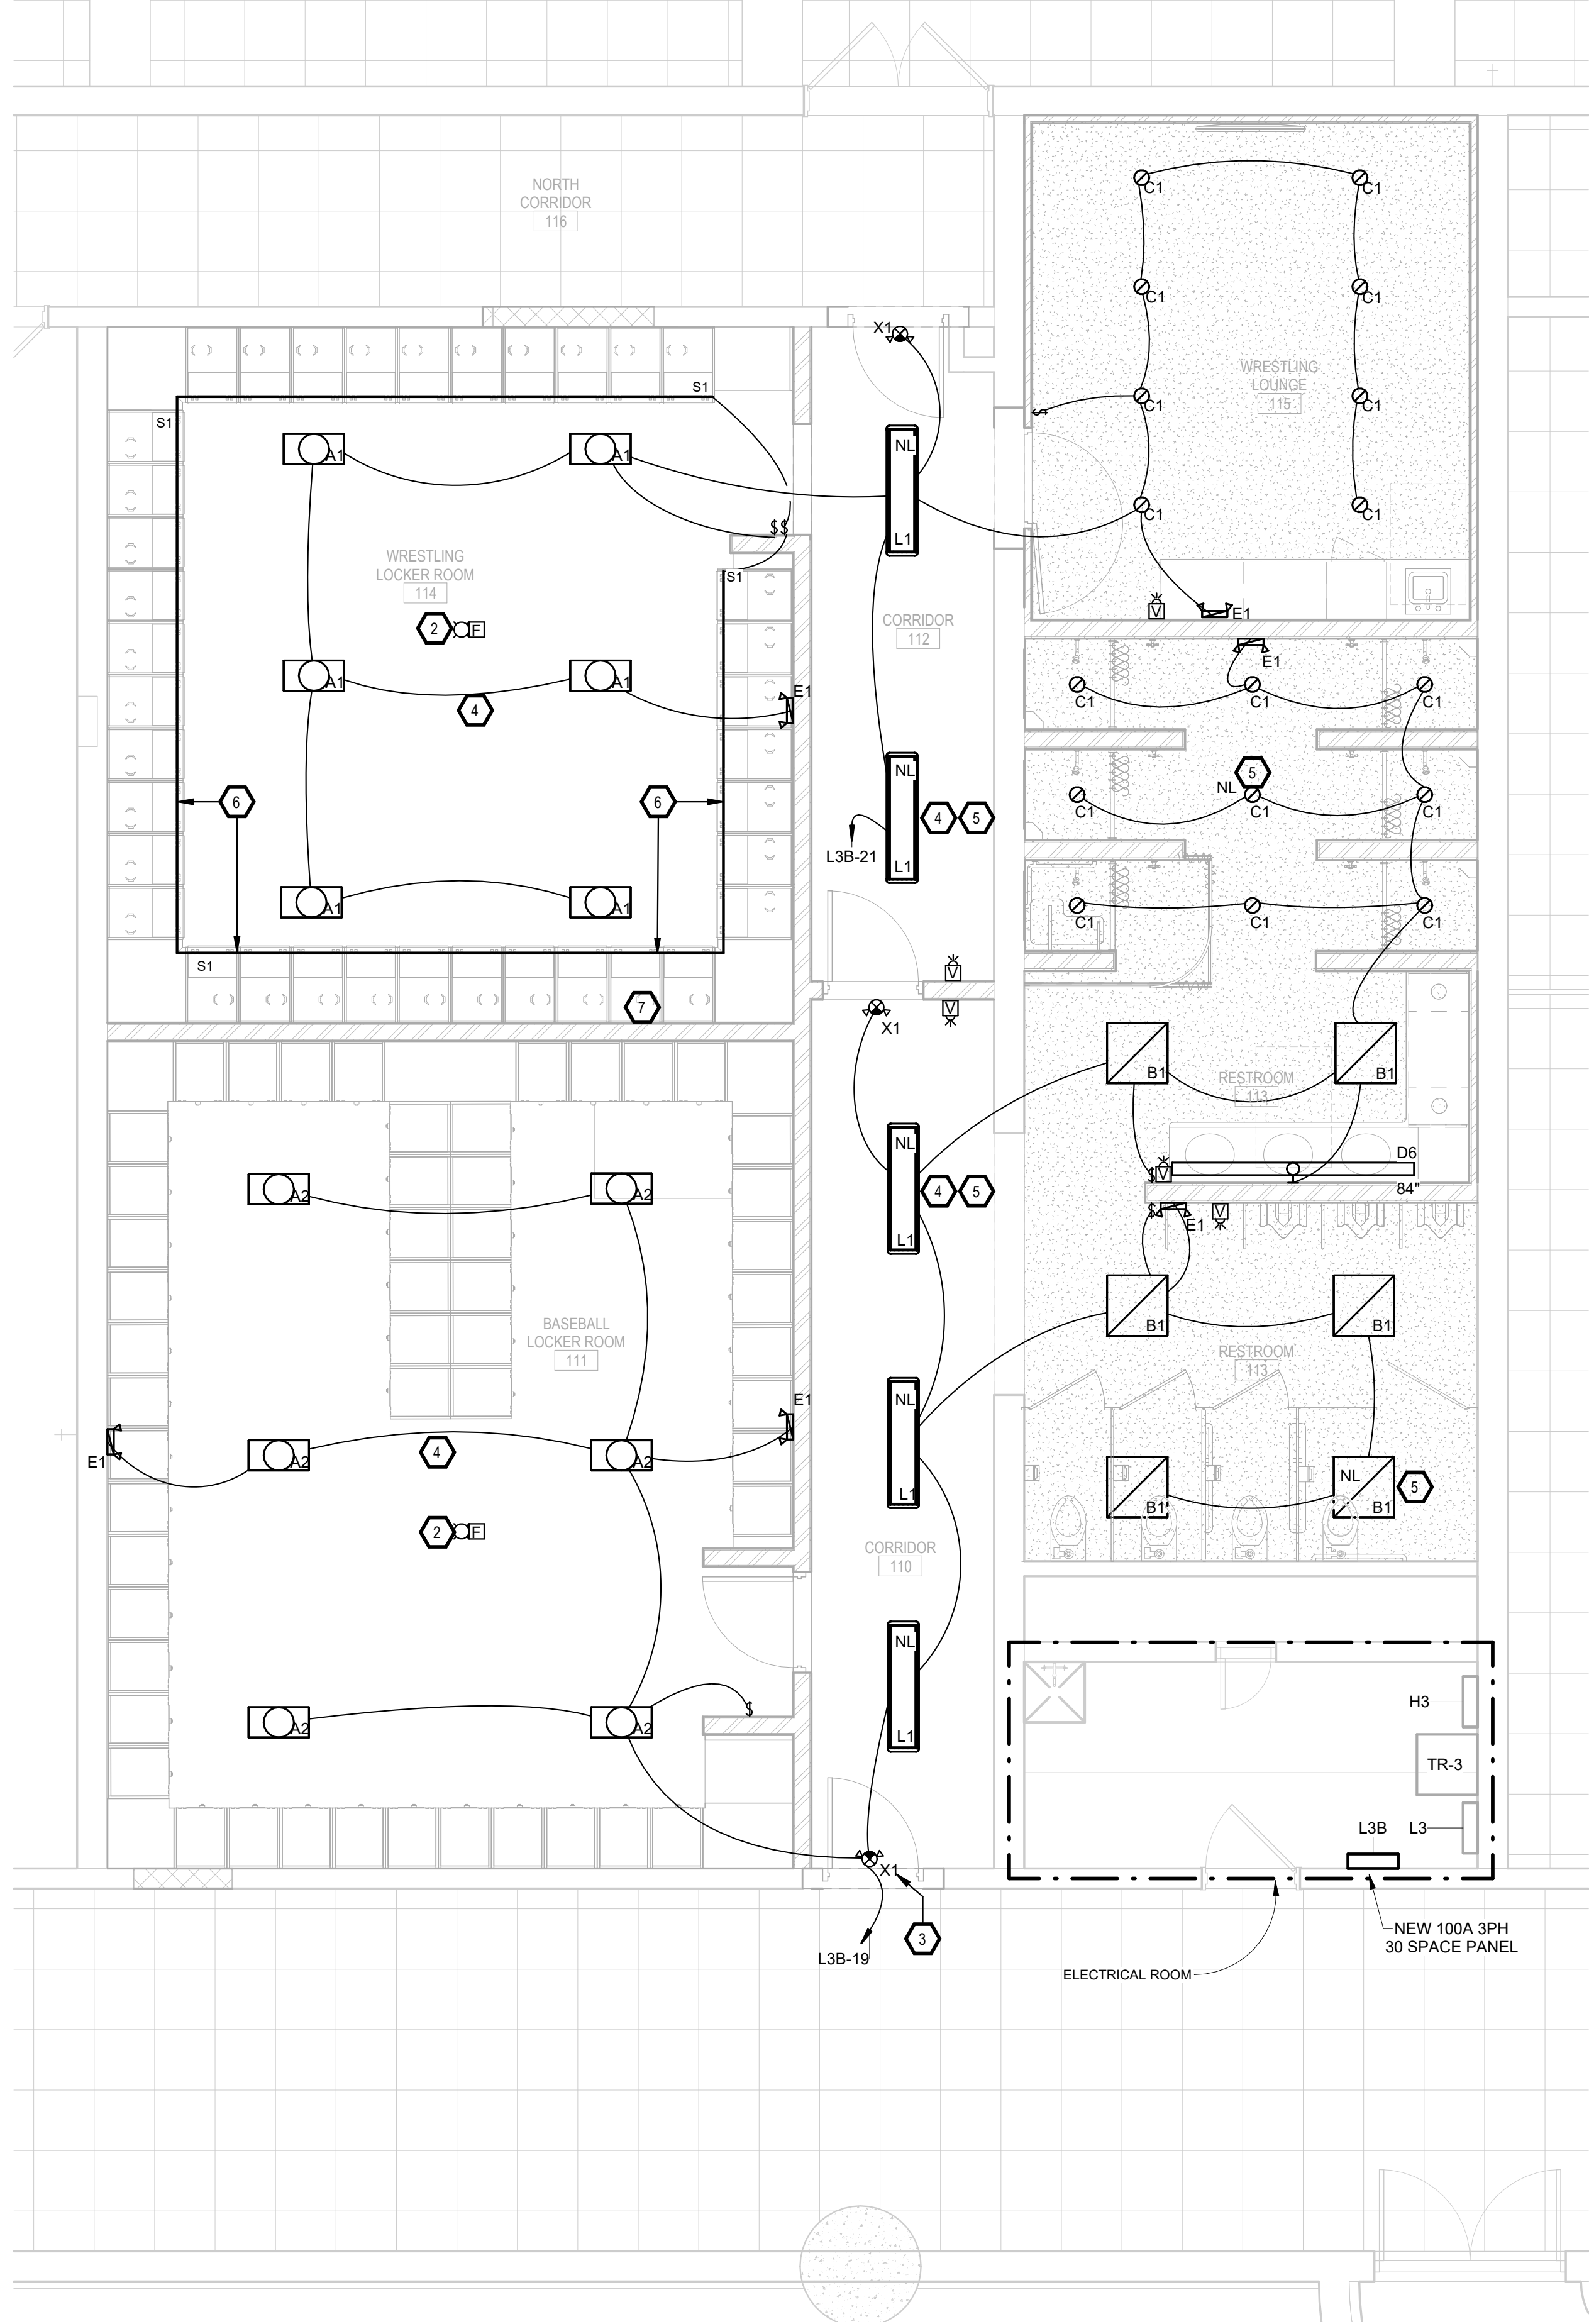 NORTH
CORRIDOR
116
C1
C1
X1
C1
C1
WRESTLING
LOUNGE
115
S1
S1
C1
C1
A1
A1
NL
L1
C1
C1
$$
WRESTLING
LOCKER ROOM
114
S1
2
F
CORRIDOR
112
V
E1
E1
A1
A1
E1
4
C1
C1
C1
6
6
NL
L1
4
5
5
NL
C1
C1
C1
L3B-21
A1
A1
C1
C1
C1
S1
7
V
V
X1
B1
B1
RESTROOM
113
NL
L1
4
5
D6
$
V
84"
A2
A2
$
E1
V
BASEBALL
LOCKER ROOM
111
B1
B1
RESTROOM
113
E1
NL
L1
E1
A2
4
A2
B1
NL
B1
5
2
F
CORRIDOR
110
NL
L1
A2
A2
$
H3
TR-3
L3B
L3
X1
3
L3B-19
NEW 100A 3PH
30 SPACE PANEL
ELECTRICAL ROOM
$